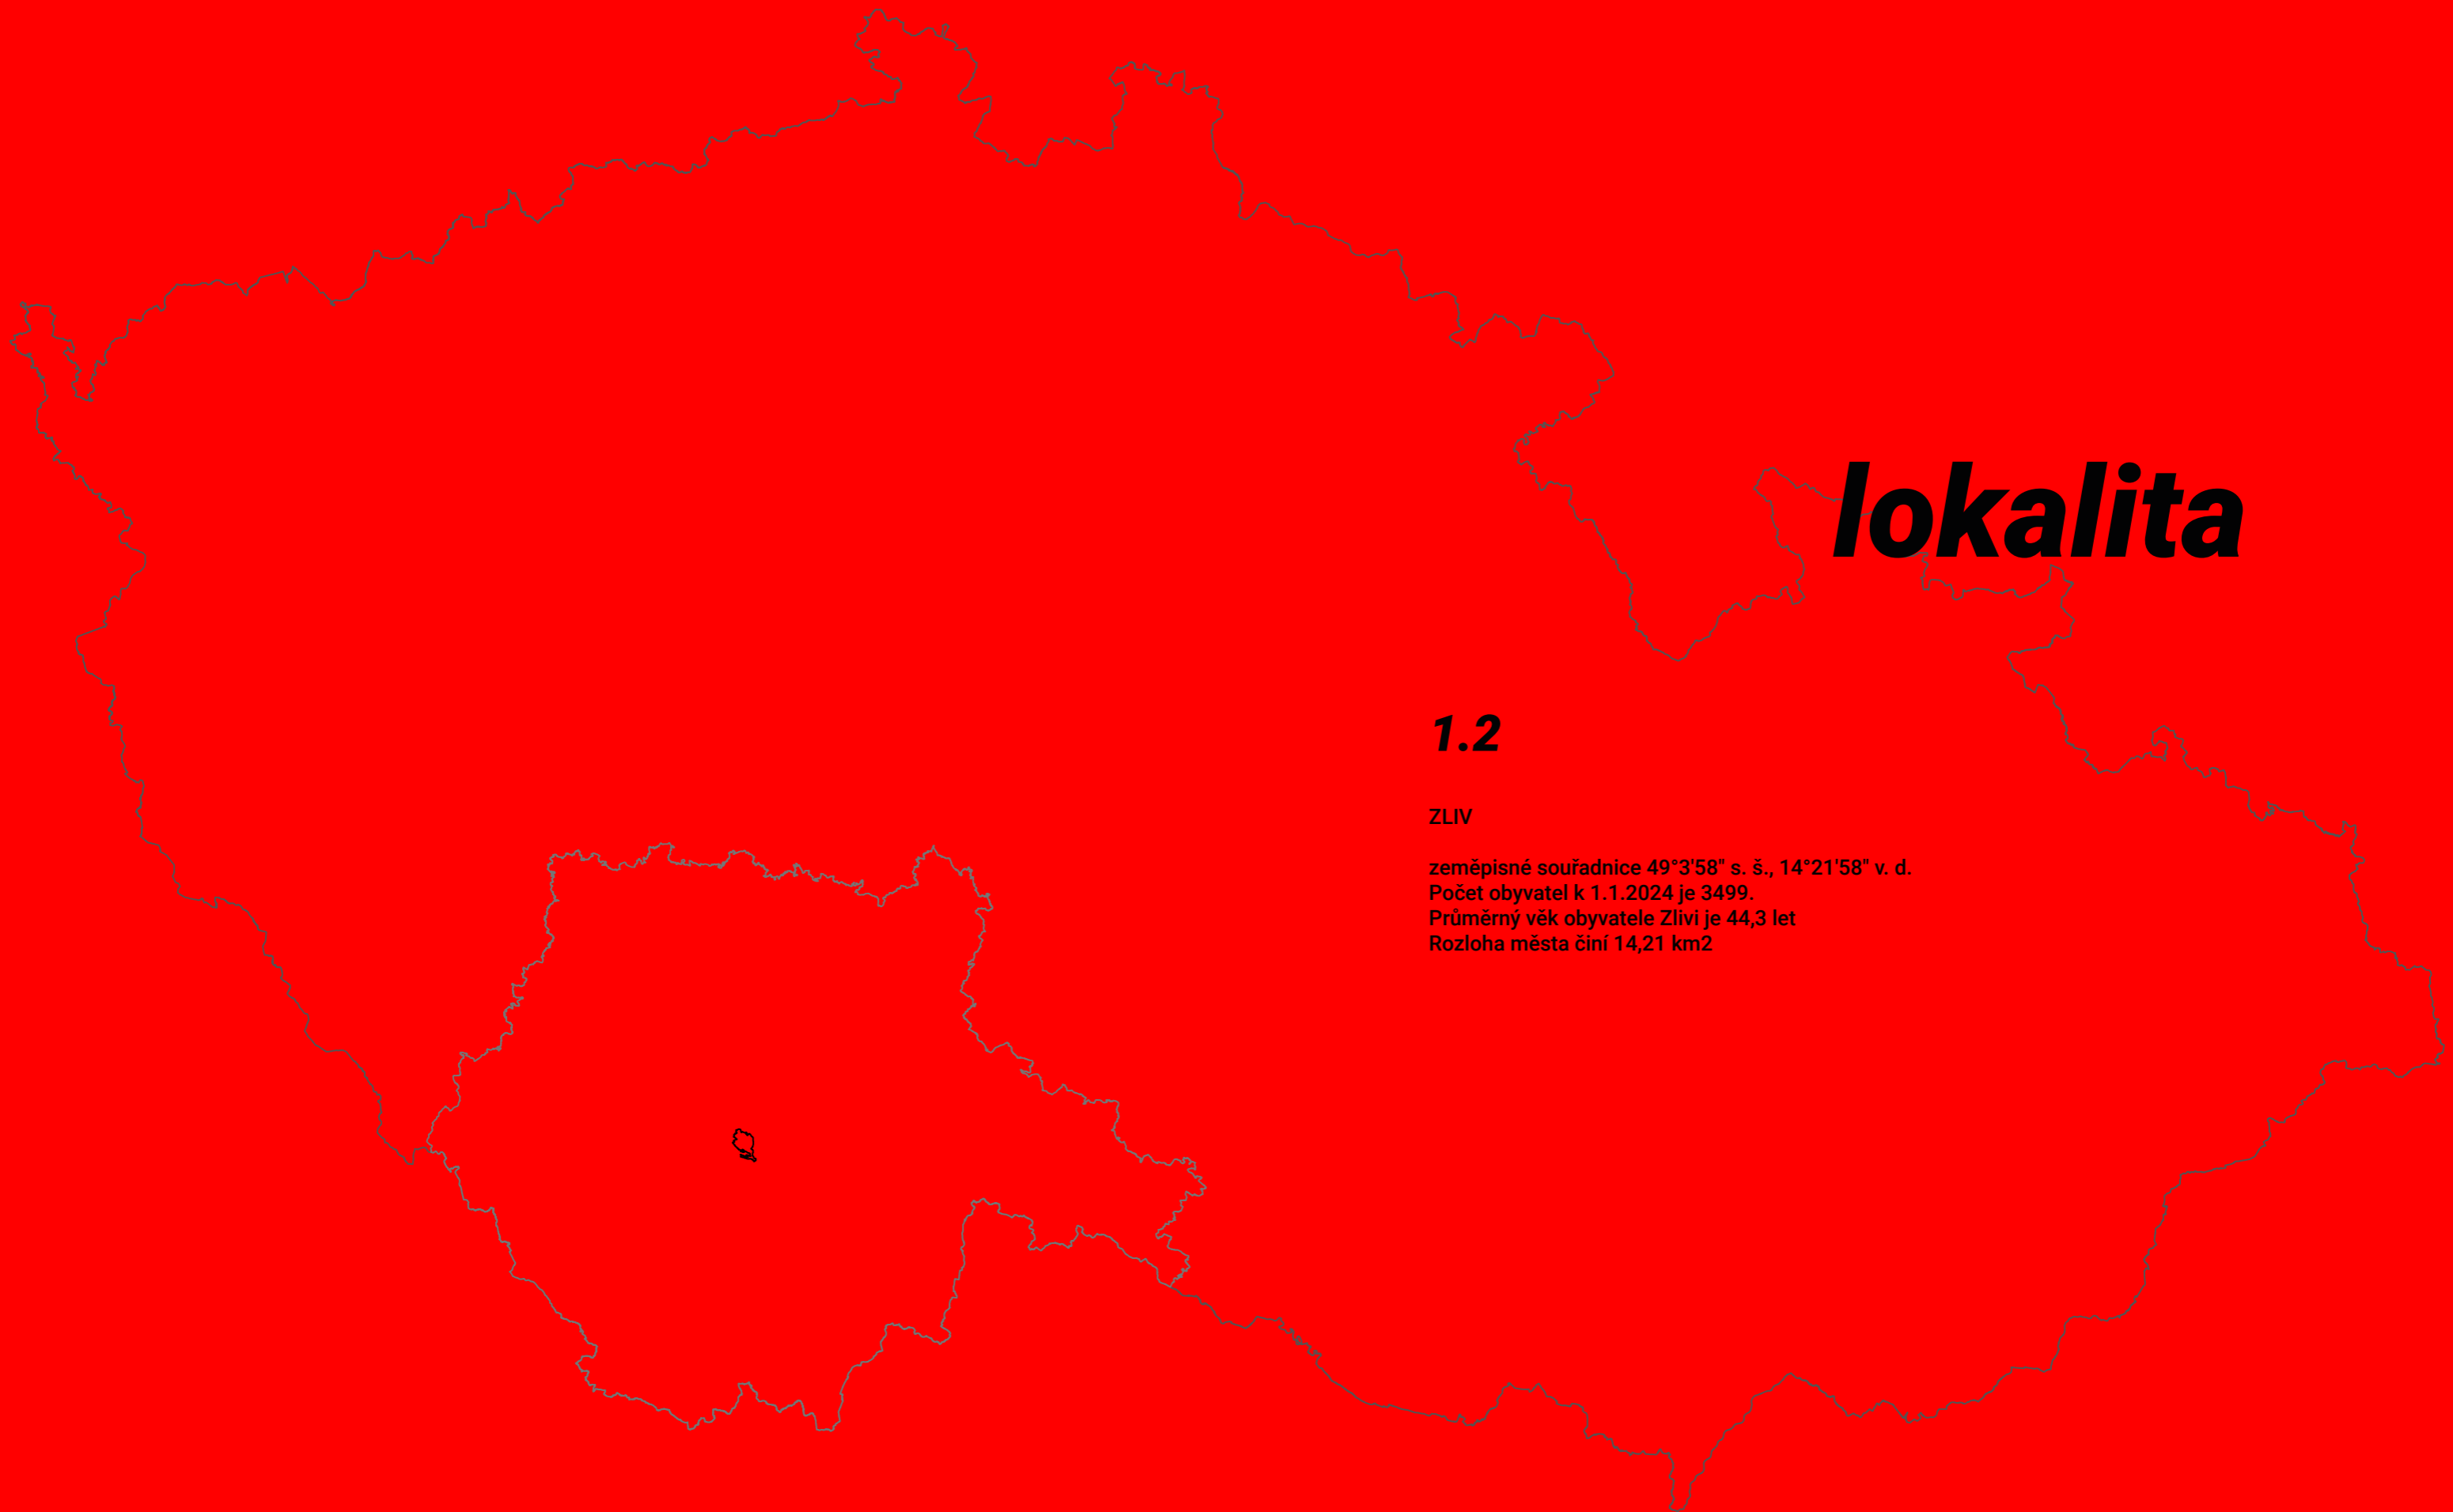 lokalita
1.2
ZLIV
zeměpisné souřadnice 49°3'58" s. š., 14°21'58" v. d.
Počet obyvatel k 1.1.2024 je 3499.
Průměrný věk obyvatele Zlivi je 44,3 let
Rozloha města činí 14,21 km2